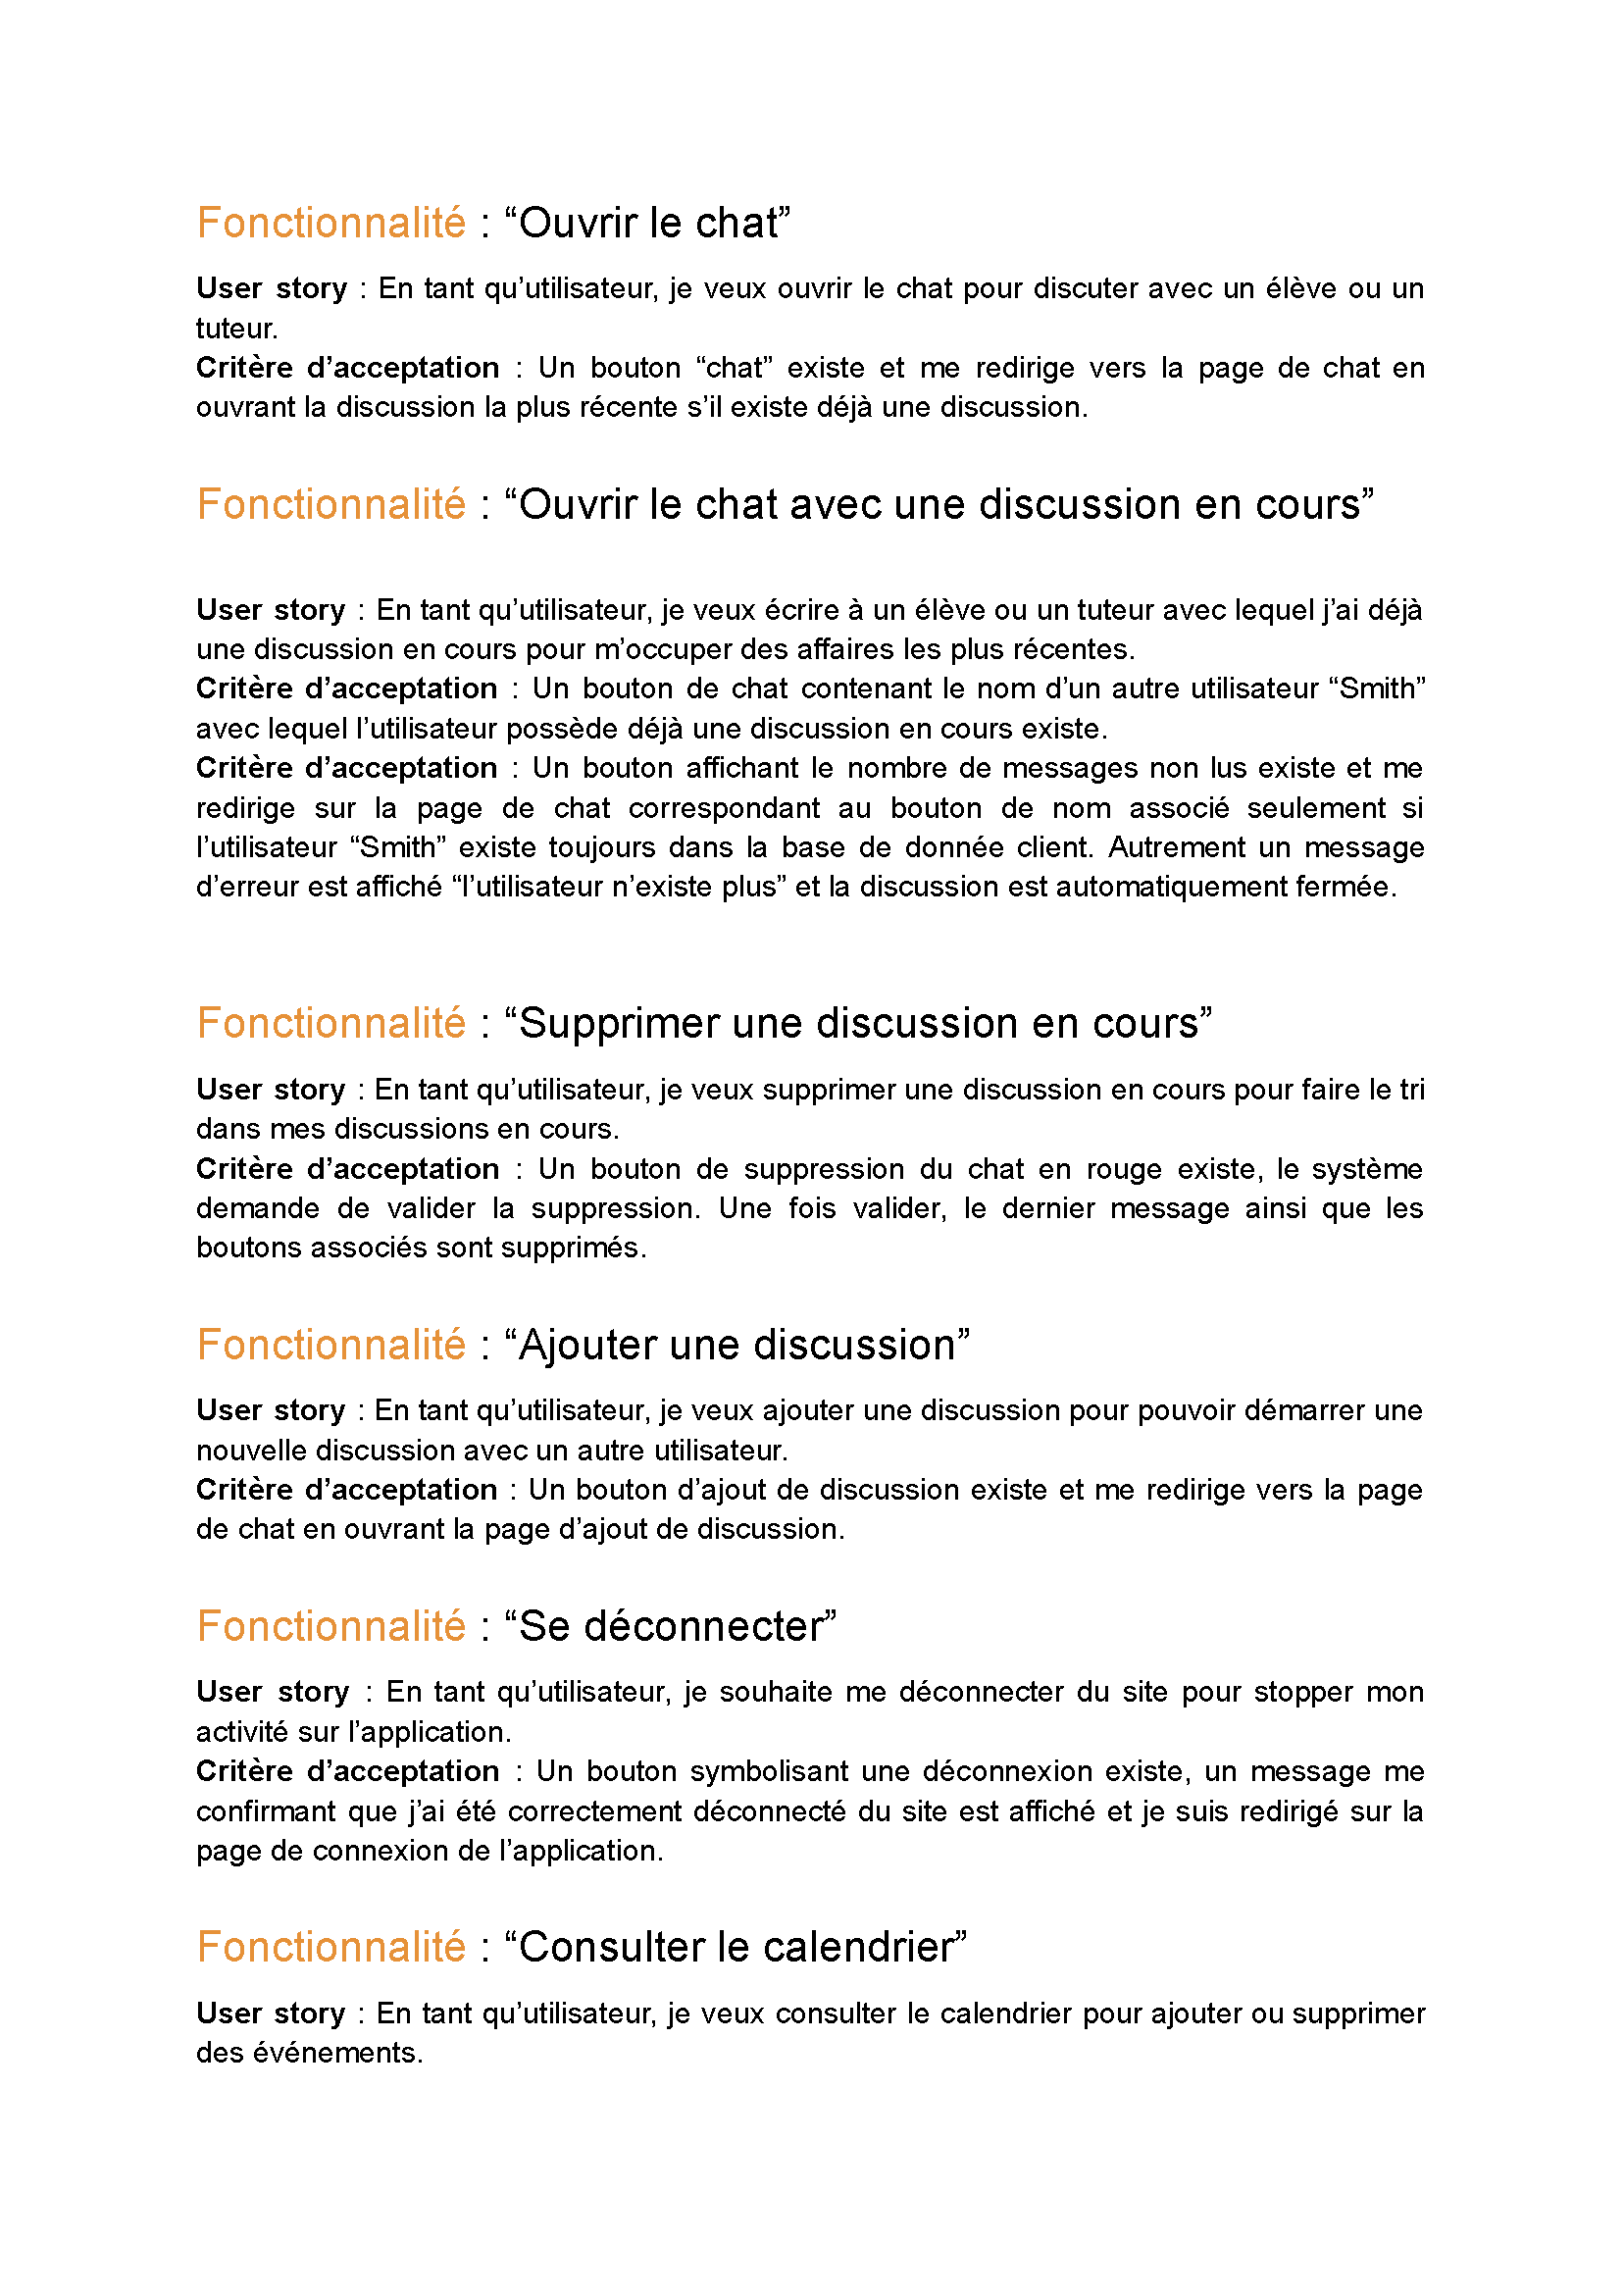 Fonctionnalité : “Ouvrir le chat”
User story : En tant qu’utilisateur, je veux ouvrir le chat pour discuter avec un élève ou un
tuteur.
Critère d’acceptation : Un bouton “chat” existe et me redirige vers la page de chat en
ouvrant la discussion la plus récente s’il existe déjà une discussion.
Fonctionnalité : “Ouvrir le chat avec une discussion en cours”
User story : En tant qu’utilisateur, je veux écrire à un élève ou un tuteur avec lequel j’ai déjà
une discussion en cours pour m’occuper des affaires les plus récentes.
Critère d’acceptation : Un bouton de chat contenant le nom d’un autre utilisateur “Smith”
avec lequel l’utilisateur possède déjà une discussion en cours existe.
Critère d’acceptation : Un bouton affichant le nombre de messages non lus existe et me
redirige sur la page de chat correspondant au bouton de nom associé seulement si
l’utilisateur “Smith” existe toujours dans la base de donnée client. Autrement un message
d’erreur est affiché “l’utilisateur n’existe plus” et la discussion est automatiquement fermée.
Fonctionnalité : “Supprimer une discussion en cours”
User story : En tant qu’utilisateur, je veux supprimer une discussion en cours pour faire le tri
dans mes discussions en cours.
Critère d’acceptation : Un bouton de suppression du chat en rouge existe, le système
demande de valider la suppression. Une fois valider, le dernier message ainsi que les
boutons associés sont supprimés.
Fonctionnalité : “Ajouter une discussion”
User story : En tant qu’utilisateur, je veux ajouter une discussion pour pouvoir démarrer une
nouvelle discussion avec un autre utilisateur.
Critère d’acceptation : Un bouton d’ajout de discussion existe et me redirige vers la page
de chat en ouvrant la page d’ajout de discussion.
Fonctionnalité : “Se déconnecter”
User story : En tant qu’utilisateur, je souhaite me déconnecter du site pour stopper mon
activité sur l’application.
Critère d’acceptation : Un bouton symbolisant une déconnexion existe, un message me
confirmant que j’ai été correctement déconnecté du site est affiché et je suis redirigé sur la
page de connexion de l’application.
Fonctionnalité : “Consulter le calendrier”
User story : En tant qu’utilisateur, je veux consulter le calendrier pour ajouter ou supprimer
des événements.